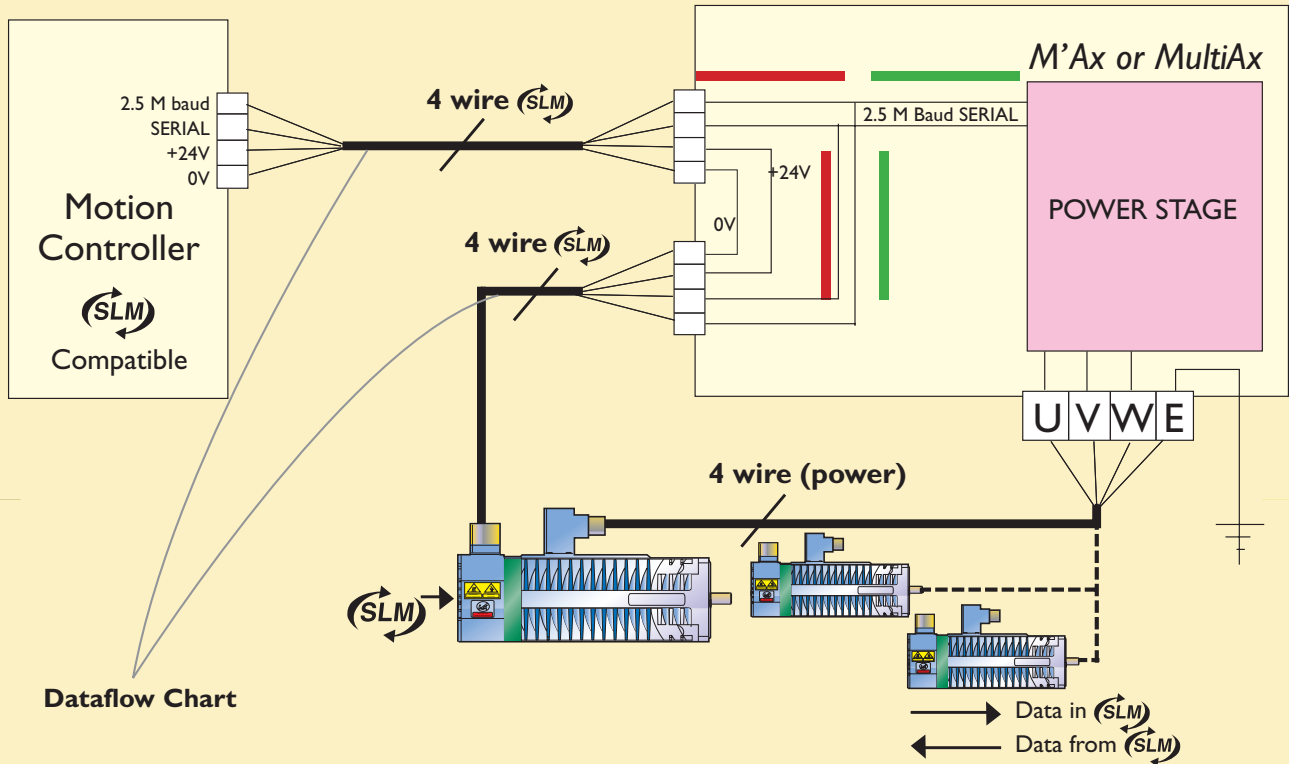 M'Ax or MultiAx
2.5 M baud
SERIAL
+24V
0V
4 wire SLM
2.5 M Baud SERIAL
+24V
0V
POWER STAGE
Motion
Controller
SLM
Compatible
4 wire SLM
U V W E
4 wire (power)
SLM
Dataflow Chart
Data in SLM
Data from SLM